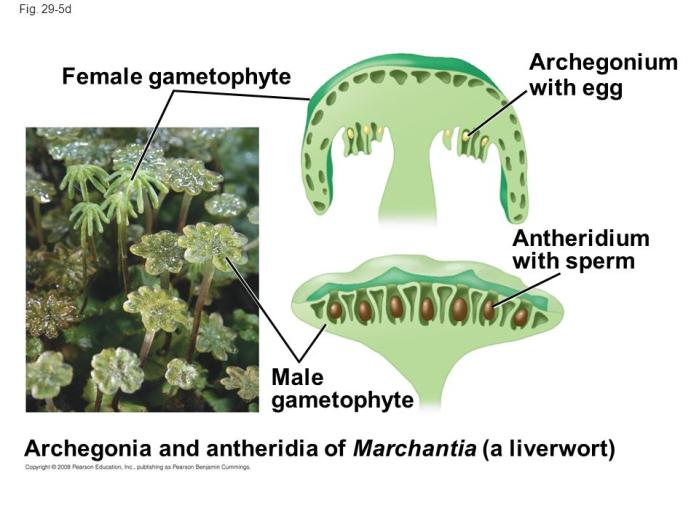 Fig. 29-5d
Female gametophyte
Archegonium
with egg
Antheridium
with sperm
Male
gametophyte
Archegonia and antheridia of Marchantia (a liverwort)
Copyright © 2008 Pearson Education, Inc., publishing as Pearson Benjamin Cummings.